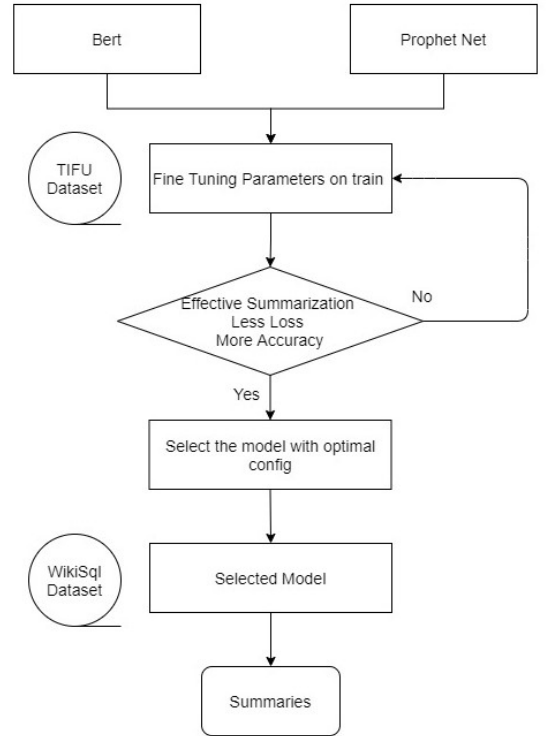 Bert
Prophet Net
TIFU
Dataset
Fine Tuning Parameters on train
Effective Summarization
Less Loss
More Accuracy
No
Yes
Select the model with optimal
config
WikiSql
Dataset
Selected Model
Summaries